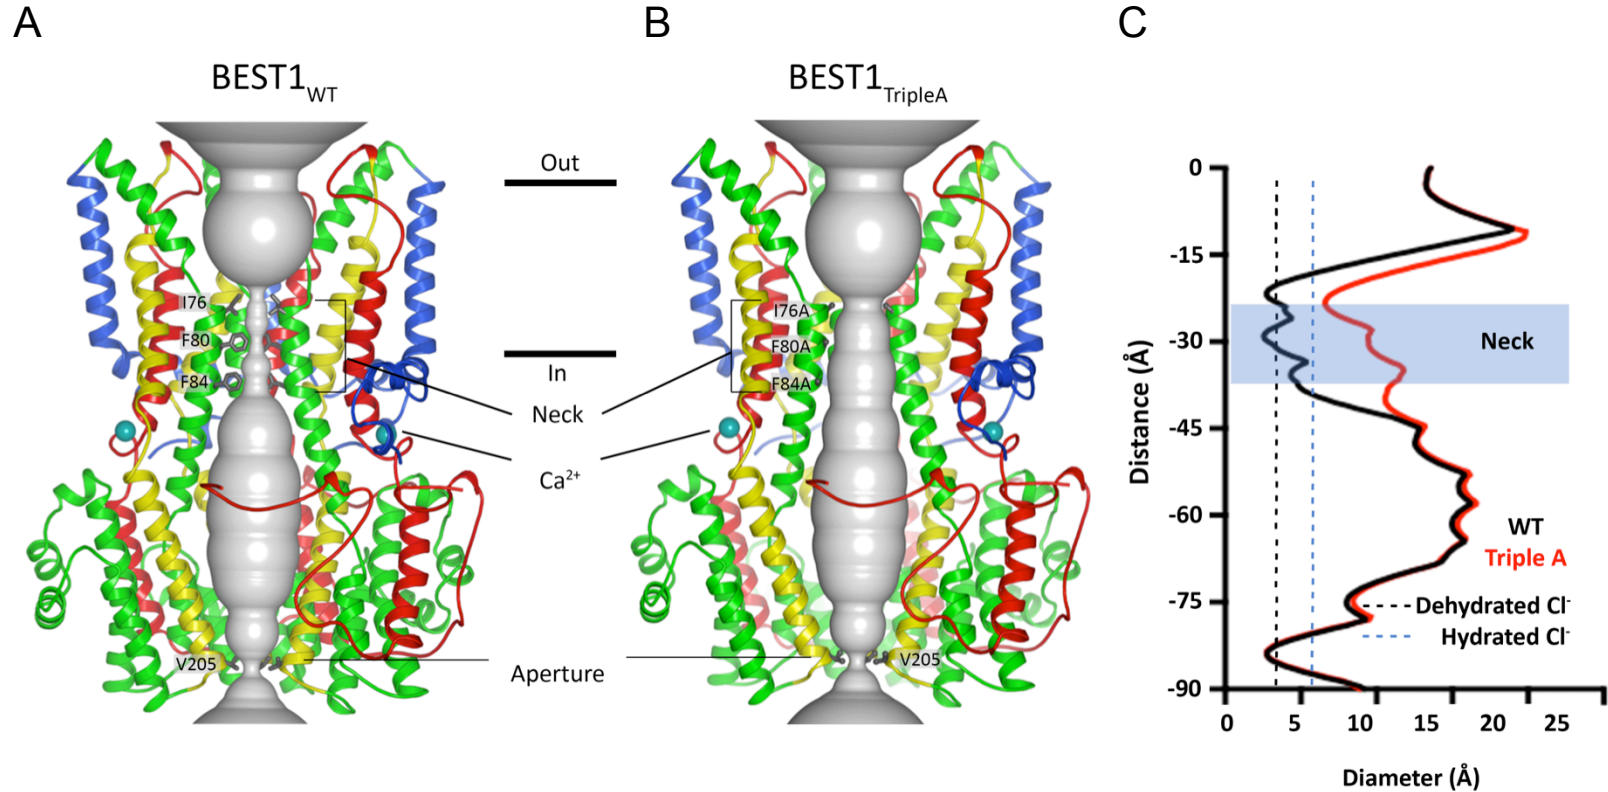 A
B
C
BEST1WT
BEST1TripleA
Out
In
Neck
Ca2+
Aperture
I76
F80
F84
V205
I76A
F80A
F84A
V205
0
-15
-30
-45
-60
-75
-90
Distance (Å)
Neck
WT
Triple A
Dehydrated Cl-
Hydrated Cl-
0 5 10 15 20 25
Diameter (Å)